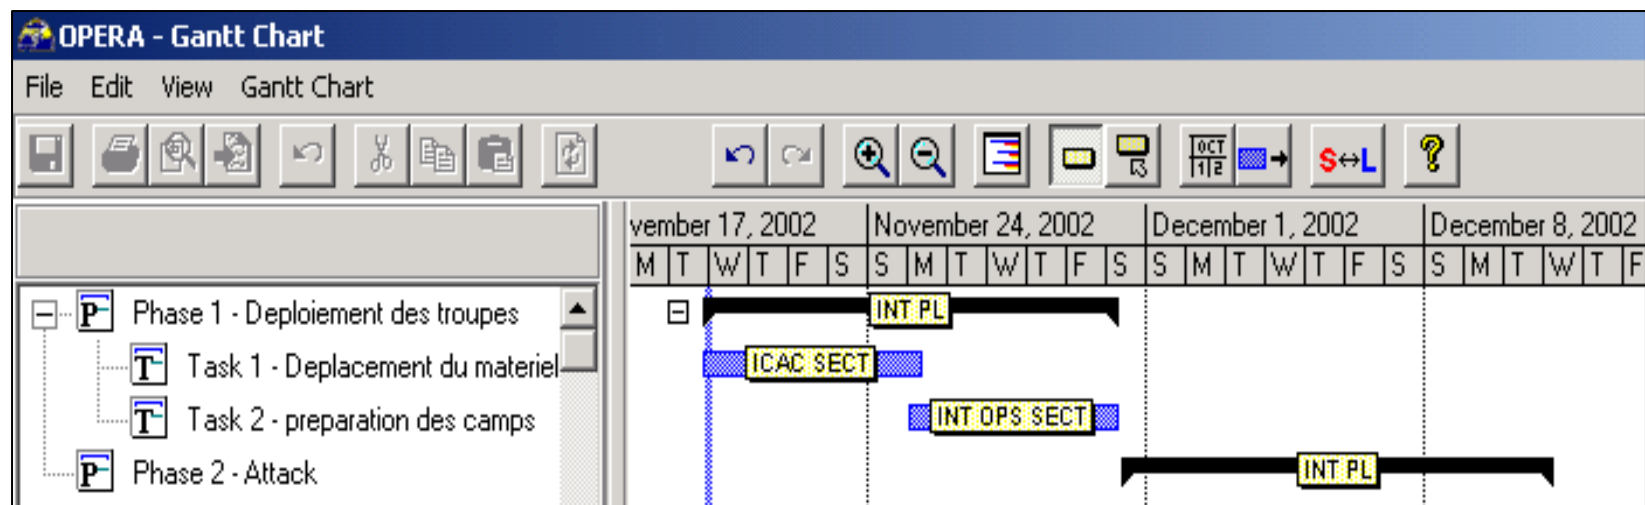 OPERA - Gantt Chart
File Edit View Gantt Chart
OCT 1 2 S↔L ?
vember 17, 2002 November 24, 2002 December 1, 2002 December 8, 2002
M T W T F S S M T W T F S S M T W T F S S M T W T F
P Phase 1 - Deploiement des troupes INT PL
T Task 1 - Deplacement du materiel ICAC SECT
T Task 2 - preparation des camps INT OPS SECT
P Phase 2 - Attack INT PL